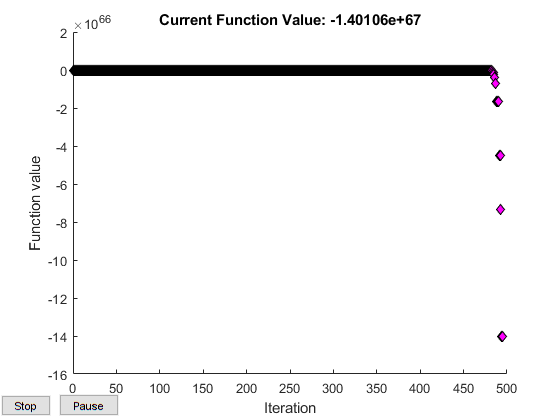 Current Function Value: -1.40106e+67
×10^66
2
0
-2
-4
-6
-8
-10
-12
-14
-16
Function value
0 50 100 150 200 250 300 350 400 450 500
Iteration
Stop Pause